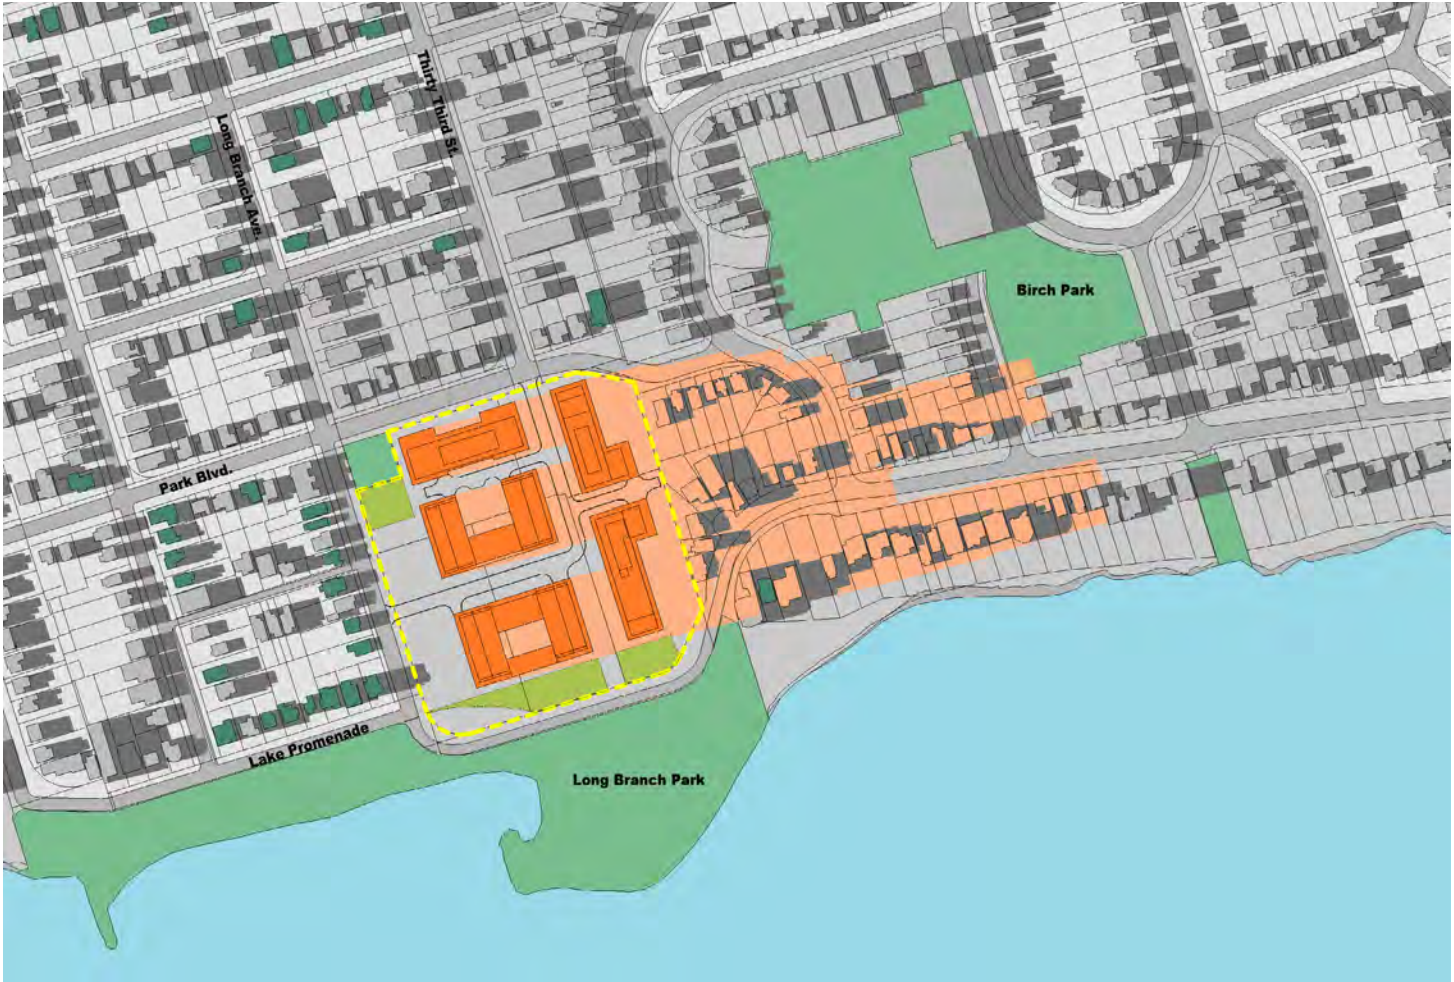 Thirty Third St.
Long Branch Ave.
Birch Park
Park Blvd.
Lake Promenade
Long Branch Park